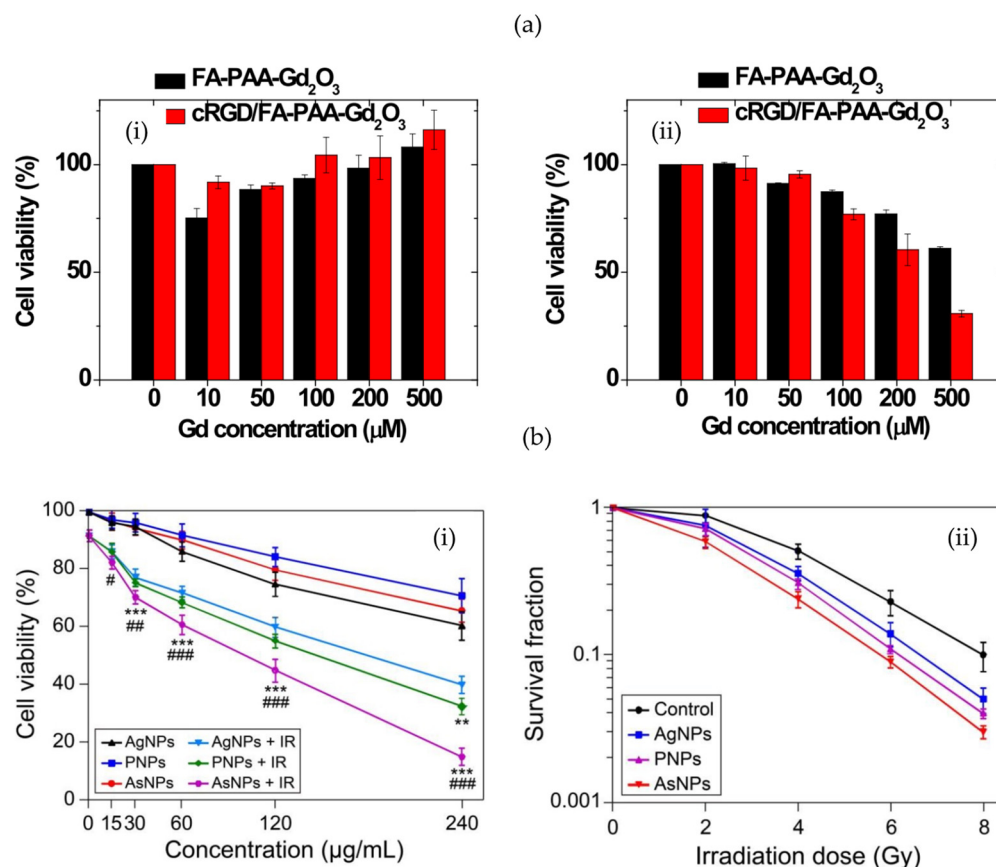 (a)
FA-PAA-Gd₂O₃
cRGD/FA-PAA-Gd₂O₃
(i)
Cell viability (%)
100
50
0
0 10 50 100 200 500
Gd concentration (μM)
FA-PAA-Gd₂O₃
cRGD/FA-PAA-Gd₂O₃
(ii)
Cell viability (%)
100
50
0
0 10 50 100 200 500
Gd concentration (μM)
(b)
(i)
Cell viability (%)
100
80
60
40
20
0
#
***
##
***
###
***
###
**
***
###
AgNPs
PNPs
AsNPs
AgNPs + IR
PNPs + IR
AsNPs + IR
0 15 30 60 120 240
Concentration (μg/mL)
(ii)
Survival fraction
1
0.1
0.001
Control
AgNPs
PNPs
AsNPs
0 2 4 6 8
Irradiation dose (Gy)